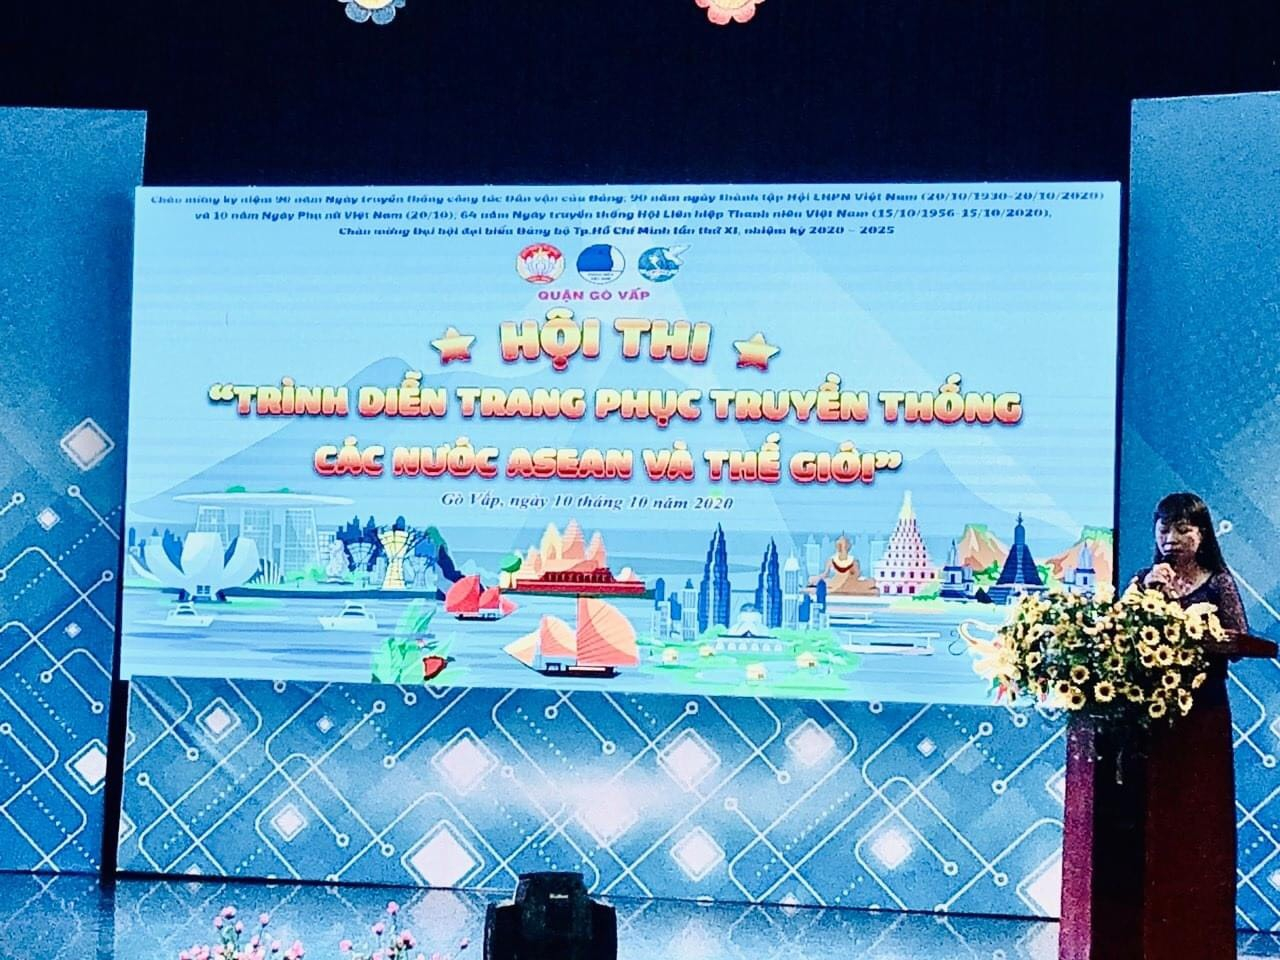 Chào mừng kỷ niệm 90 năm Ngày truyền thống công tác Dân vận của Đảng, 90 năm ngày thành lập Hội LHPN Việt Nam (20/10/1930-20/10/2020)
và 10 năm Ngày Phụ nữ Việt Nam (20/10), 64 năm Ngày truyền thống Hội Liên hiệp Thanh niên Việt Nam (15/10/1956-15/10/2020),
Chào mừng Đại hội đại biểu Đảng bộ Tp.Hồ Chí Minh lần thứ XI, nhiệm kỳ 2020 - 2025
QUẬN GÒ VẤP
HỘI THI
“TRÌNH DIỄN TRANG PHỤC TRUYỀN THỐNG
CÁC NƯỚC ASEAN VÀ THẾ GIỚI”
Gò Vấp, ngày 10 tháng 10 năm 2020